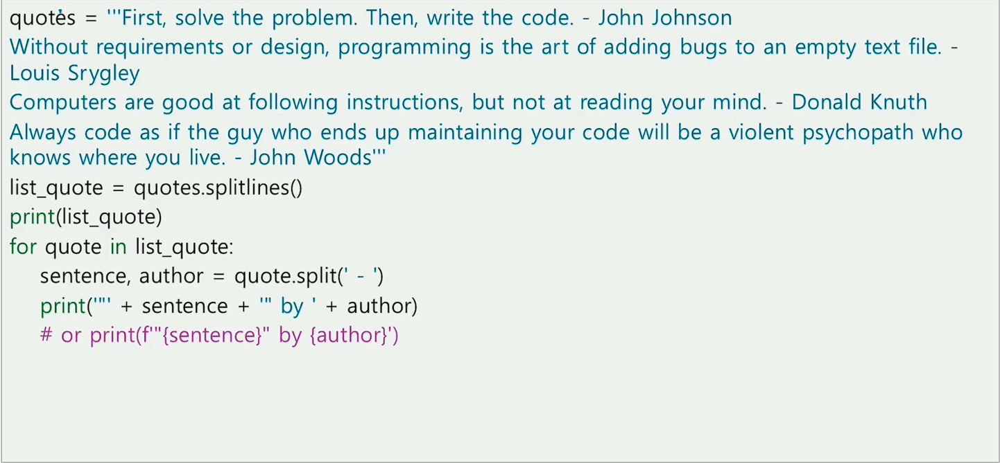 quotes = '''First, solve the problem. Then, write the code. - John Johnson
Without requirements or design, programming is the art of adding bugs to an empty text file. -
Louis Srygley
Computers are good at following instructions, but not at reading your mind. - Donald Knuth
Always code as if the guy who ends up maintaining your code will be a violent psychopath who
knows where you live. - John Woods'''
list_quote = quotes.splitlines()
print(list_quote)
for quote in list_quote:
    sentence, author = quote.split(' - ')
    print('"' + sentence + '" by ' + author)
    # or print(f'"{sentence}" by {author}')